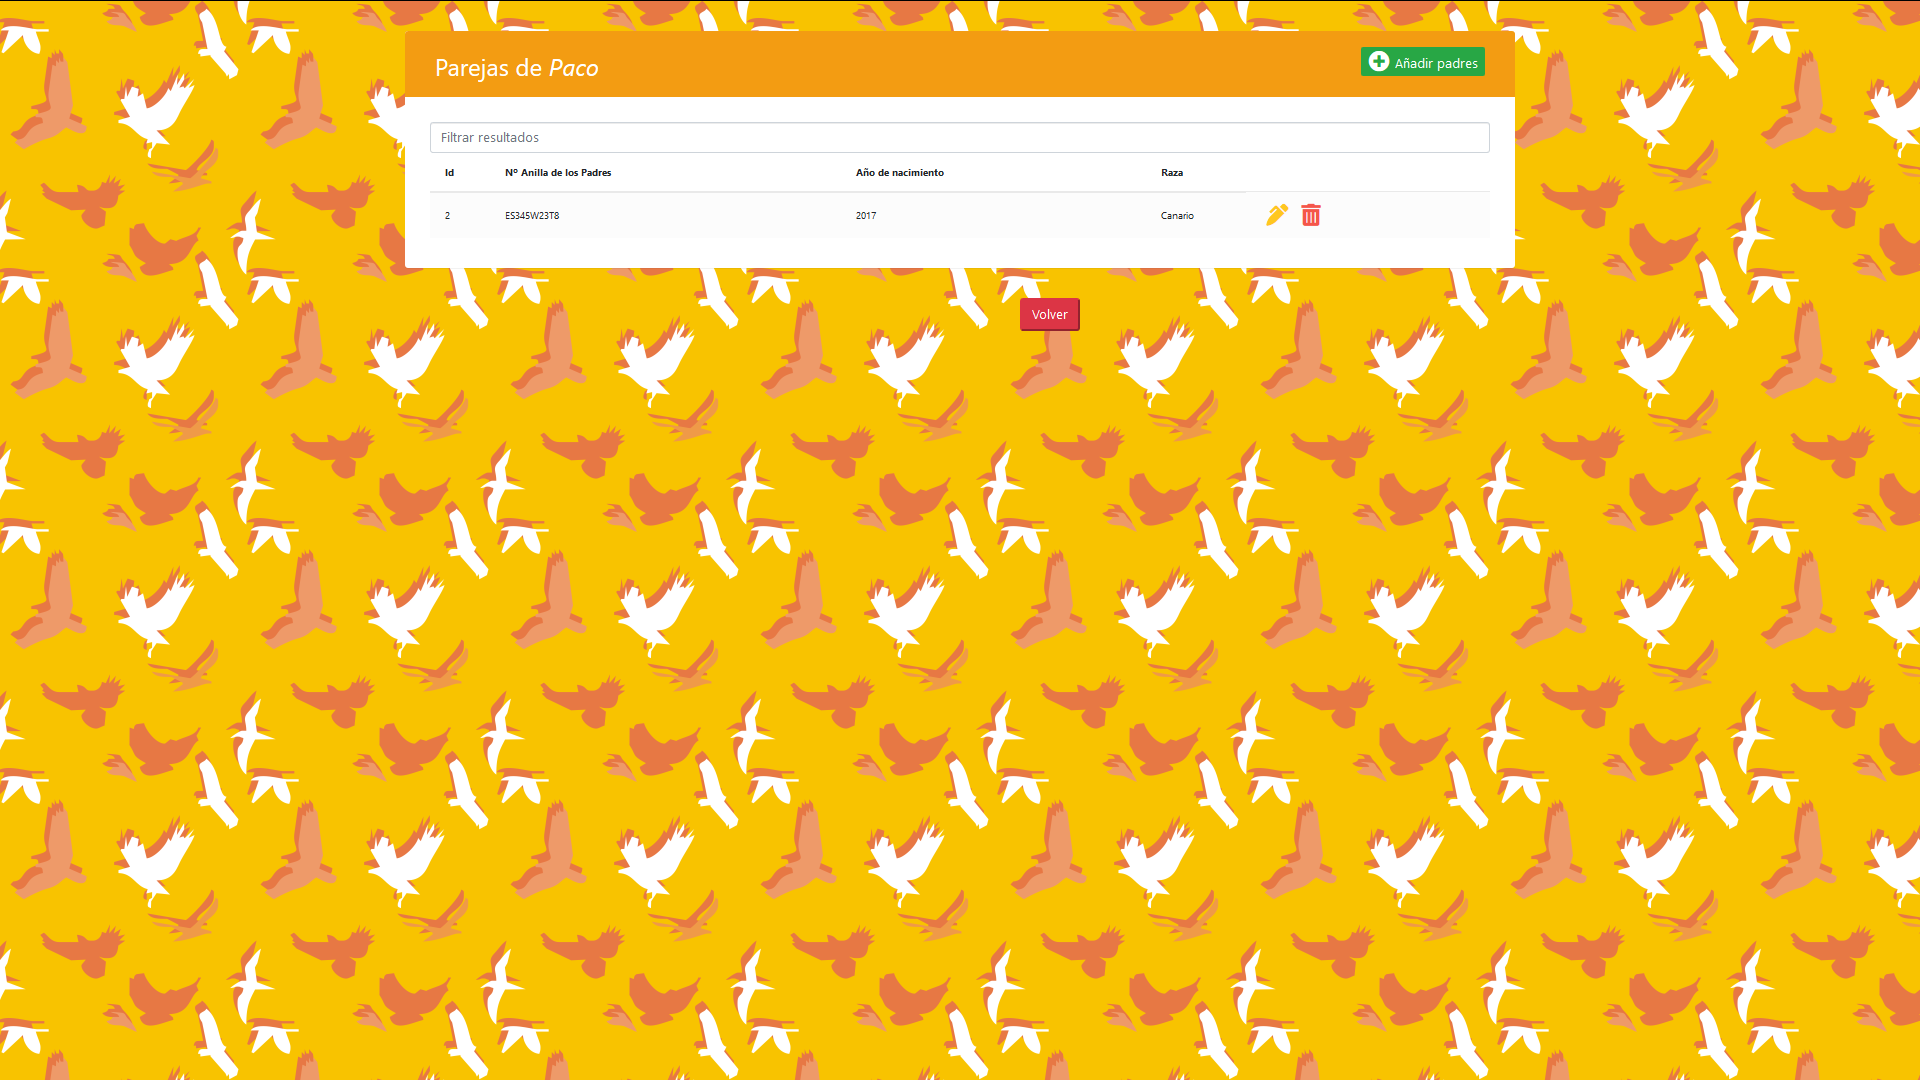 Parejas de Paco
Añadir padres
Filtrar resultados
Id Nº Anilla de los Padres Año de nacimiento Raza
2 ES345W23T8 2017 Canario
Volver